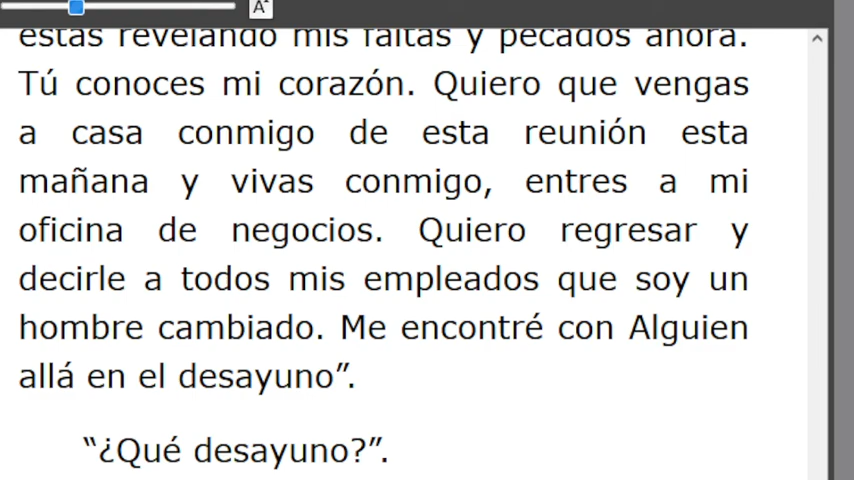 A
estás revelando mis faltas y pecados ahora.
Tú conoces mi corazón. Quiero que vengas
a casa conmigo de esta reunión esta
mañana y vivas conmigo, entres a mi
oficina de negocios. Quiero regresar y
decirle a todos mis empleados que soy un
hombre cambiado. Me encontré con Alguien
allá en el desayuno”.
“¿Qué desayuno?”.